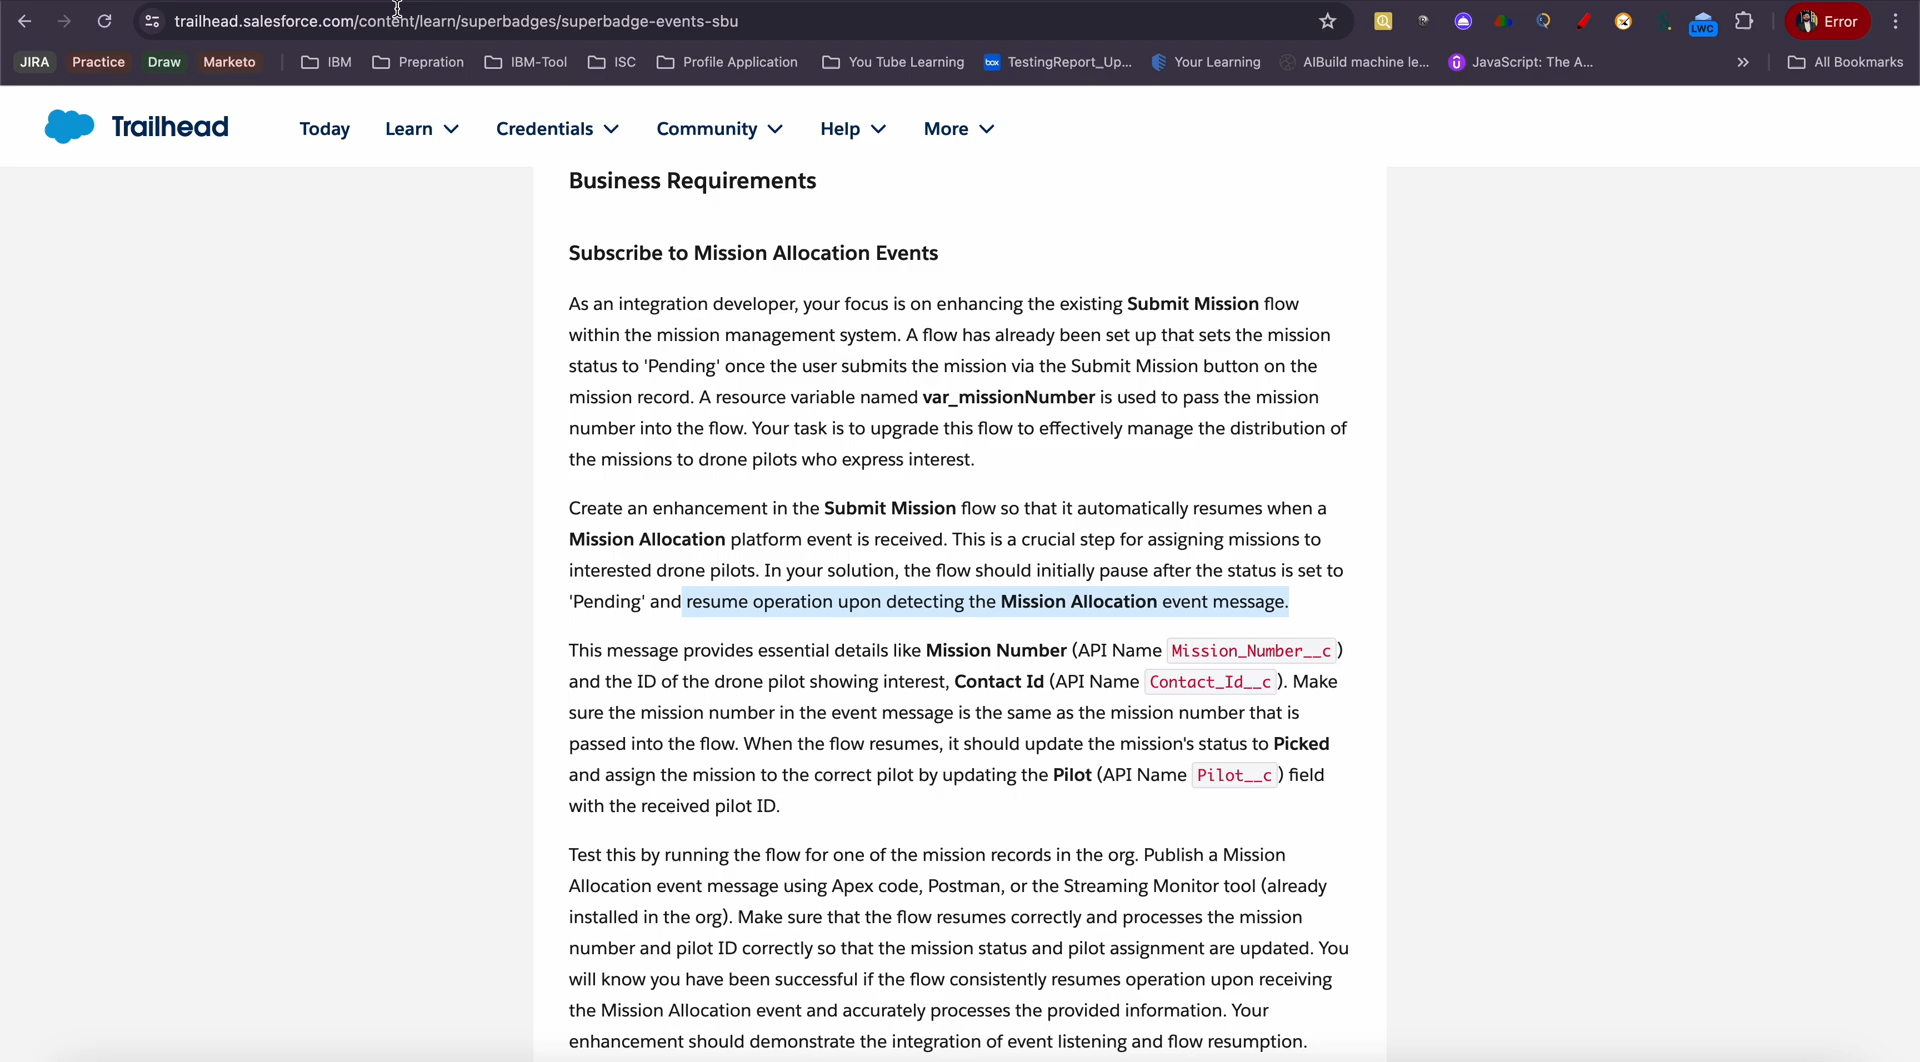 trailhead.salesforce.com/content/learn/superbadges/superbadge-events-sbu
Error
JIRA Practice Draw Marketo IBM Prepration IBM-Tool ISC Profile Application You Tube Learning box TestingReport_Up... Your Learning AIBuild machine le... JavaScript: The A... » All Bookmarks
LWC
Trailhead Today Learn Credentials Community Help More
Business Requirements
Subscribe to Mission Allocation Events
As an integration developer, your focus is on enhancing the existing Submit Mission flow
within the mission management system. A flow has already been set up that sets the mission
status to 'Pending' once the user submits the mission via the Submit Mission button on the
mission record. A resource variable named var_missionNumber is used to pass the mission
number into the flow. Your task is to upgrade this flow to effectively manage the distribution of
the missions to drone pilots who express interest.
Create an enhancement in the Submit Mission flow so that it automatically resumes when a
Mission Allocation platform event is received. This is a crucial step for assigning missions to
interested drone pilots. In your solution, the flow should initially pause after the status is set to
'Pending' and resume operation upon detecting the Mission Allocation event message.
This message provides essential details like Mission Number (API Name Mission_Number__c)
and the ID of the drone pilot showing interest, Contact Id (API Name Contact_Id__c). Make
sure the mission number in the event message is the same as the mission number that is
passed into the flow. When the flow resumes, it should update the mission's status to Picked
and assign the mission to the correct pilot by updating the Pilot (API Name Pilot__c) field
with the received pilot ID.
Test this by running the flow for one of the mission records in the org. Publish a Mission
Allocation event message using Apex code, Postman, or the Streaming Monitor tool (already
installed in the org). Make sure that the flow resumes correctly and processes the mission
number and pilot ID correctly so that the mission status and pilot assignment are updated. You
will know you have been successful if the flow consistently resumes operation upon receiving
the Mission Allocation event and accurately processes the provided information. Your
enhancement should demonstrate the integration of event listening and flow resumption.